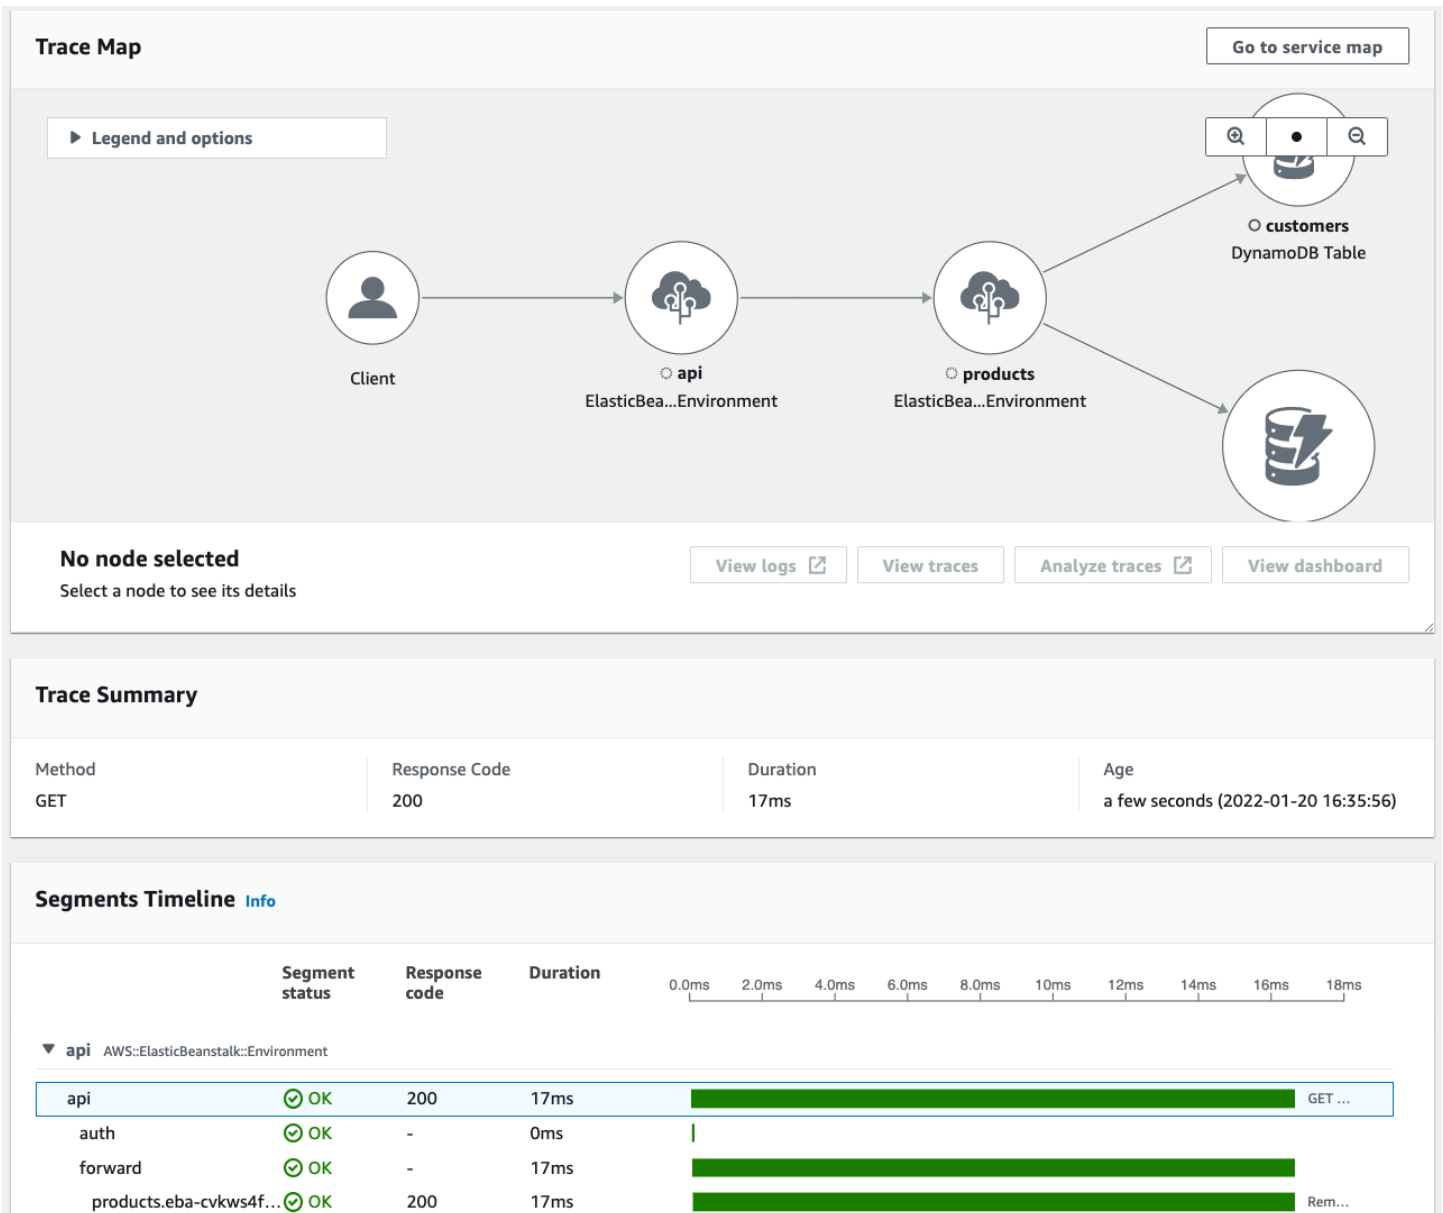 Trace Map
Go to service map
Legend and options
customers
DynamoDB Table
Client
api
ElasticBea...Environment
products
ElasticBea...Environment
No node selected
Select a node to see its details
View logs
View traces
Analyze traces
View dashboard
Trace Summary
Method
GET
Response Code
200
Duration
17ms
Age
a few seconds (2022-01-20 16:35:56)
Segments Timeline Info
Segment status
Response code
Duration
0.0ms 2.0ms 4.0ms 6.0ms 8.0ms 10ms 12ms 14ms 16ms 18ms
api AWS::ElasticBeanstalk::Environment
api OK 200 17ms GET ...
auth OK - 0ms
forward OK - 17ms
products.eba-cvkws4f... OK 200 17ms Rem...